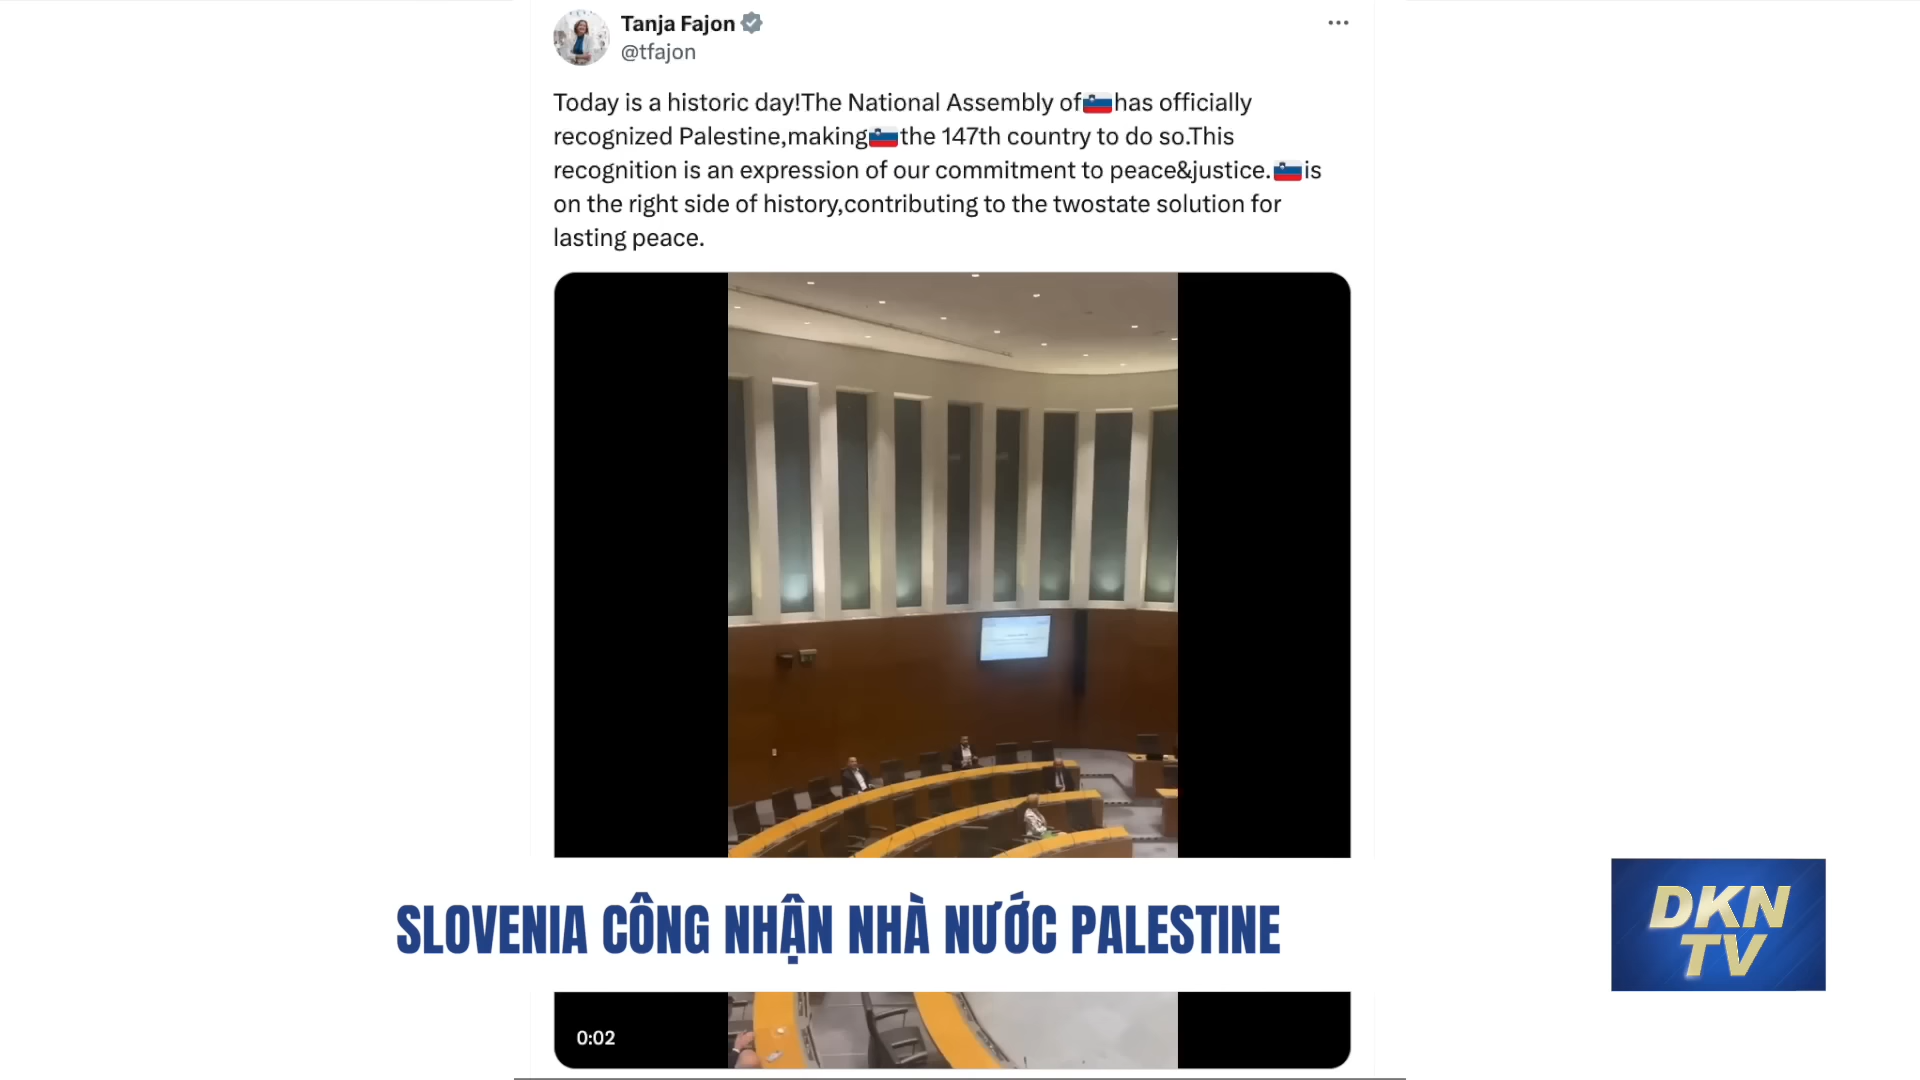 Tanja Fajon
@tfajon
Today is a historic day!The National Assembly of🇸🇮has officially
recognized Palestine,making🇸🇮the 147th country to do so.This
recognition is an expression of our commitment to peace&justice.🇸🇮is
on the right side of history,contributing to the twostate solution for
lasting peace.
SLOVENIA CÔNG NHẬN NHÀ NƯỚC PALESTINE
DKN
TV
0:02